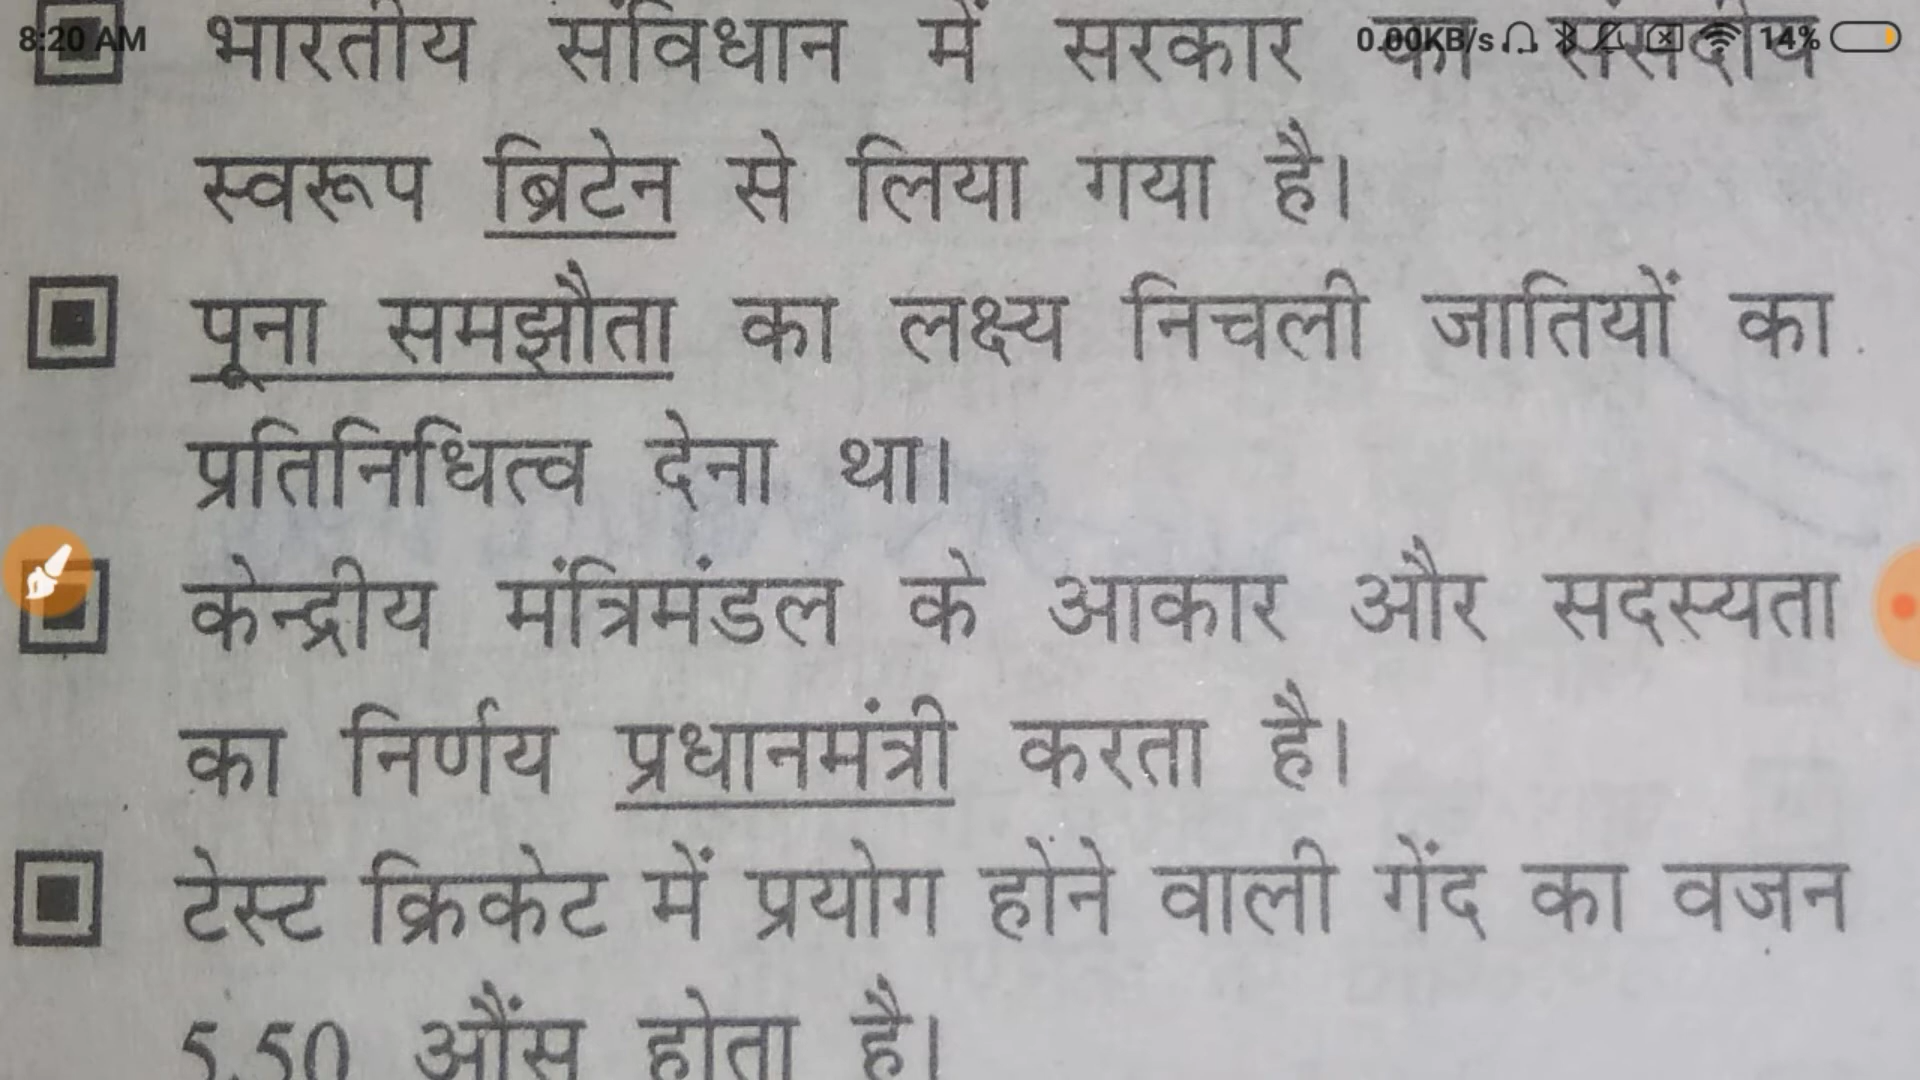 8:20 AM 0.00KB/s 14%
भारतीय संविधान में सरकार का संसदीय
स्वरूप ब्रिटेन से लिया गया है।
पूना समझौता का लक्ष्य निचली जातियों का
प्रतिनिधित्व देना था।
केन्द्रीय मंत्रिमंडल के आकार और सदस्यता
का निर्णय प्रधानमंत्री करता है।
टेस्ट क्रिकेट में प्रयोग होंने वाली गेंद का वजन
5.50 औंस होता है।